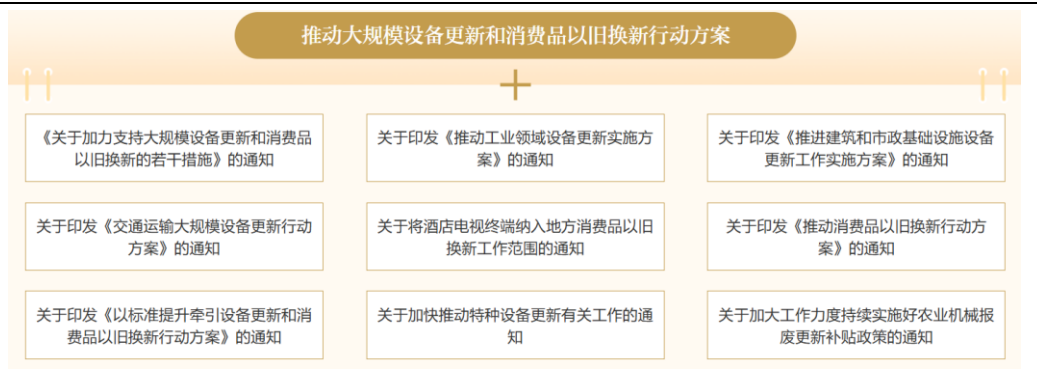 推动大规模设备更新和消费品以旧换新行动方案
《关于加力支持大规模设备更新和消费品
以旧换新的若干措施》的通知
关于印发《推动工业领域设备更新实施方
案》的通知
关于印发《推进建筑和市政基础设施设备
更新工作实施方案》的通知
关于印发《交通运输大规模设备更新行动
方案》的通知
关于将酒店电视终端纳入地方消费品以旧
换新工作范围的通知
关于印发《推动消费品以旧换新行动方
案》的通知
关于印发《以标准提升牵引设备更新和消
费品以旧换新行动方案》的通知
关于加快推动特种设备更新有关工作的通
知
关于加大工作力度持续实施好农业机械报
废更新补贴政策的通知